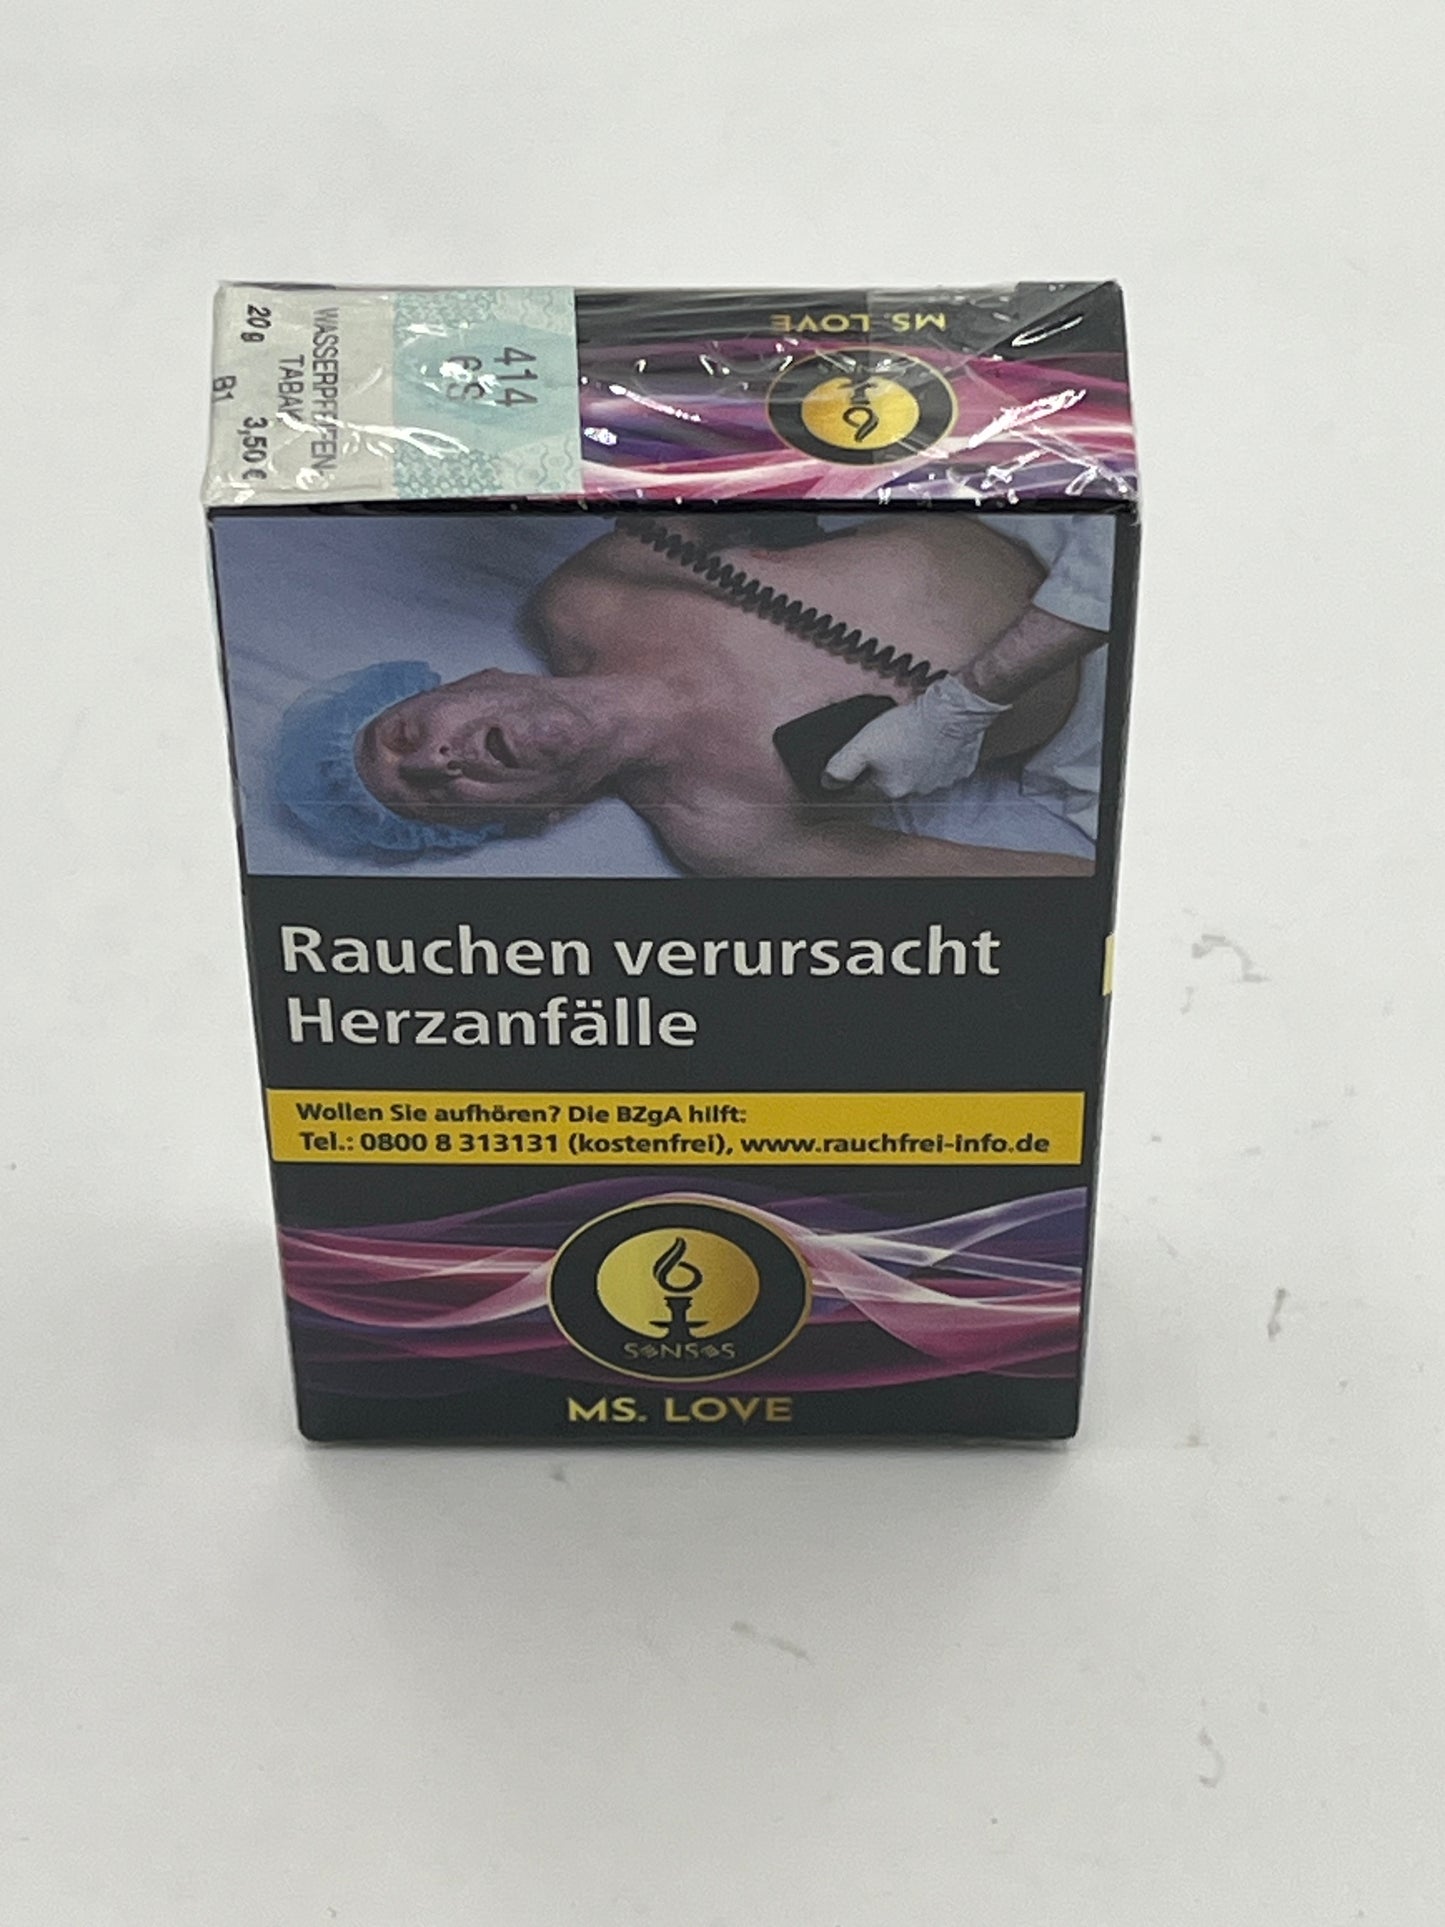 WASSERPFEIFEN-
TABAK
20 g 3,50 €
B1
414
MS. LOVE
Rauchen verursacht
Herzanfälle
Wollen Sie aufhören? Die BZgA hilft:
Tel.: 0800 8 313131 (kostenfrei), www.rauchfrei-info.de
SENSES
MS. LOVE